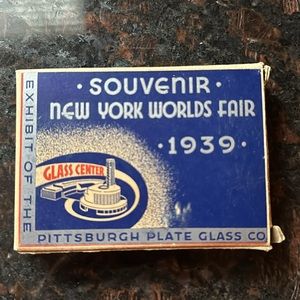 · SOUVENIR ·
NEW YORK WORLDS FAIR
· 1939 ·
GLASS CENTER
EXHIBIT OF THE
PITTSBURGH PLATE GLASS CO